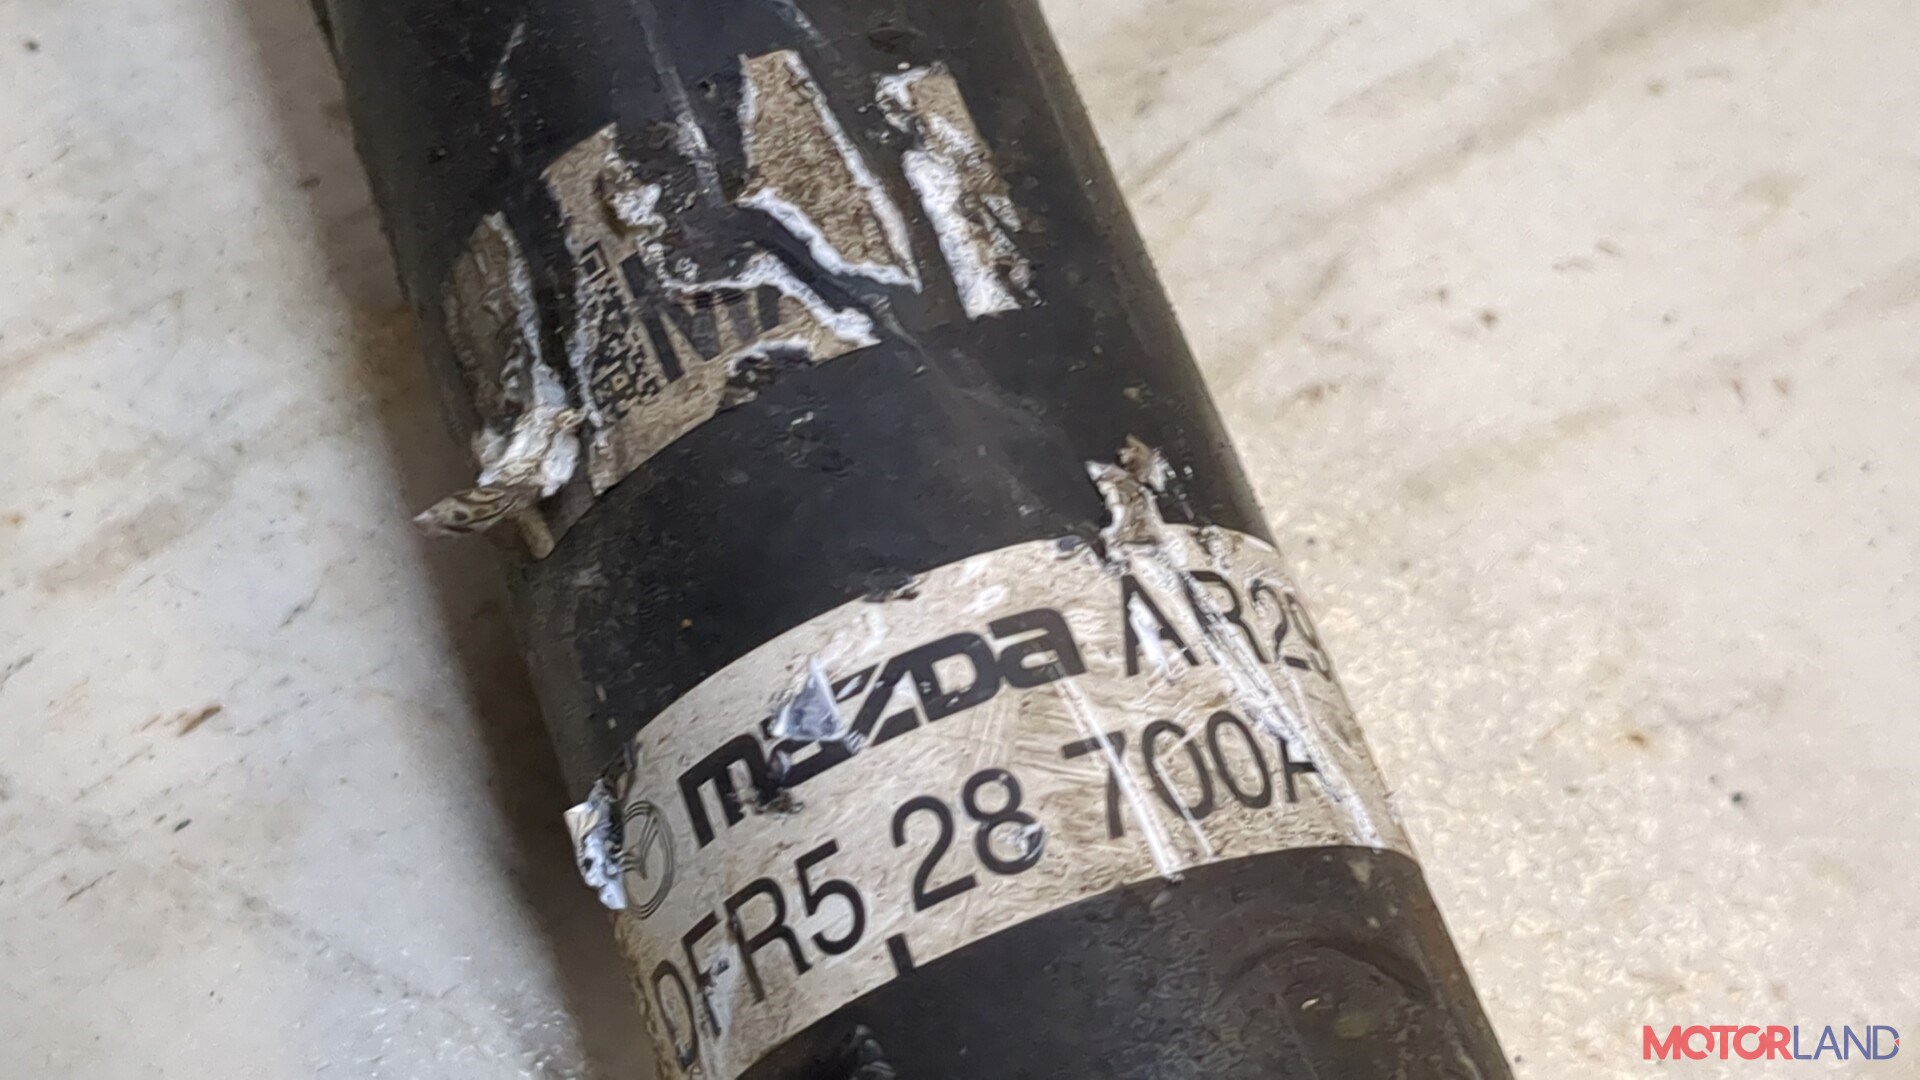 mazda AR29
DFR5 28 700A
MOTORLAND